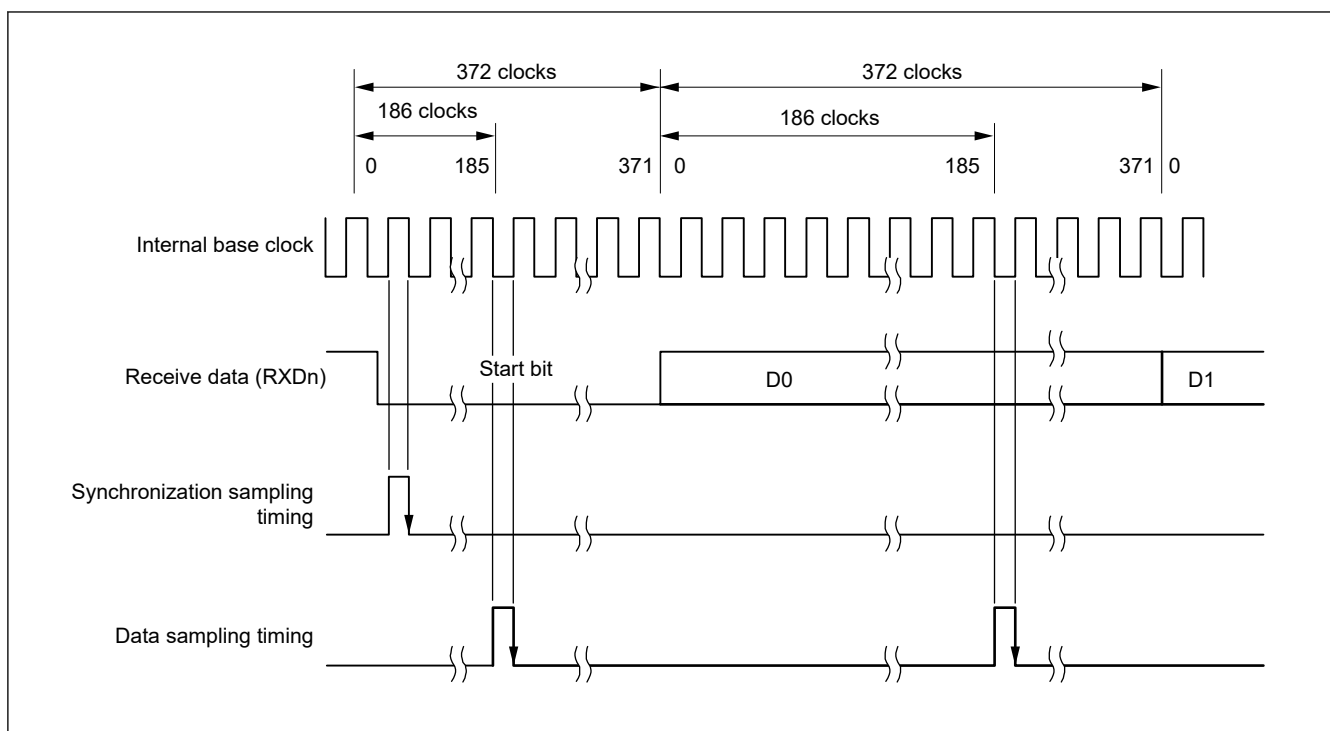 372 clocks 372 clocks
186 clocks 186 clocks
0 185 371 0 185 371 0
Internal base clock
Receive data (RXDn) Start bit D0 D1
Synchronization sampling
timing
Data sampling timing